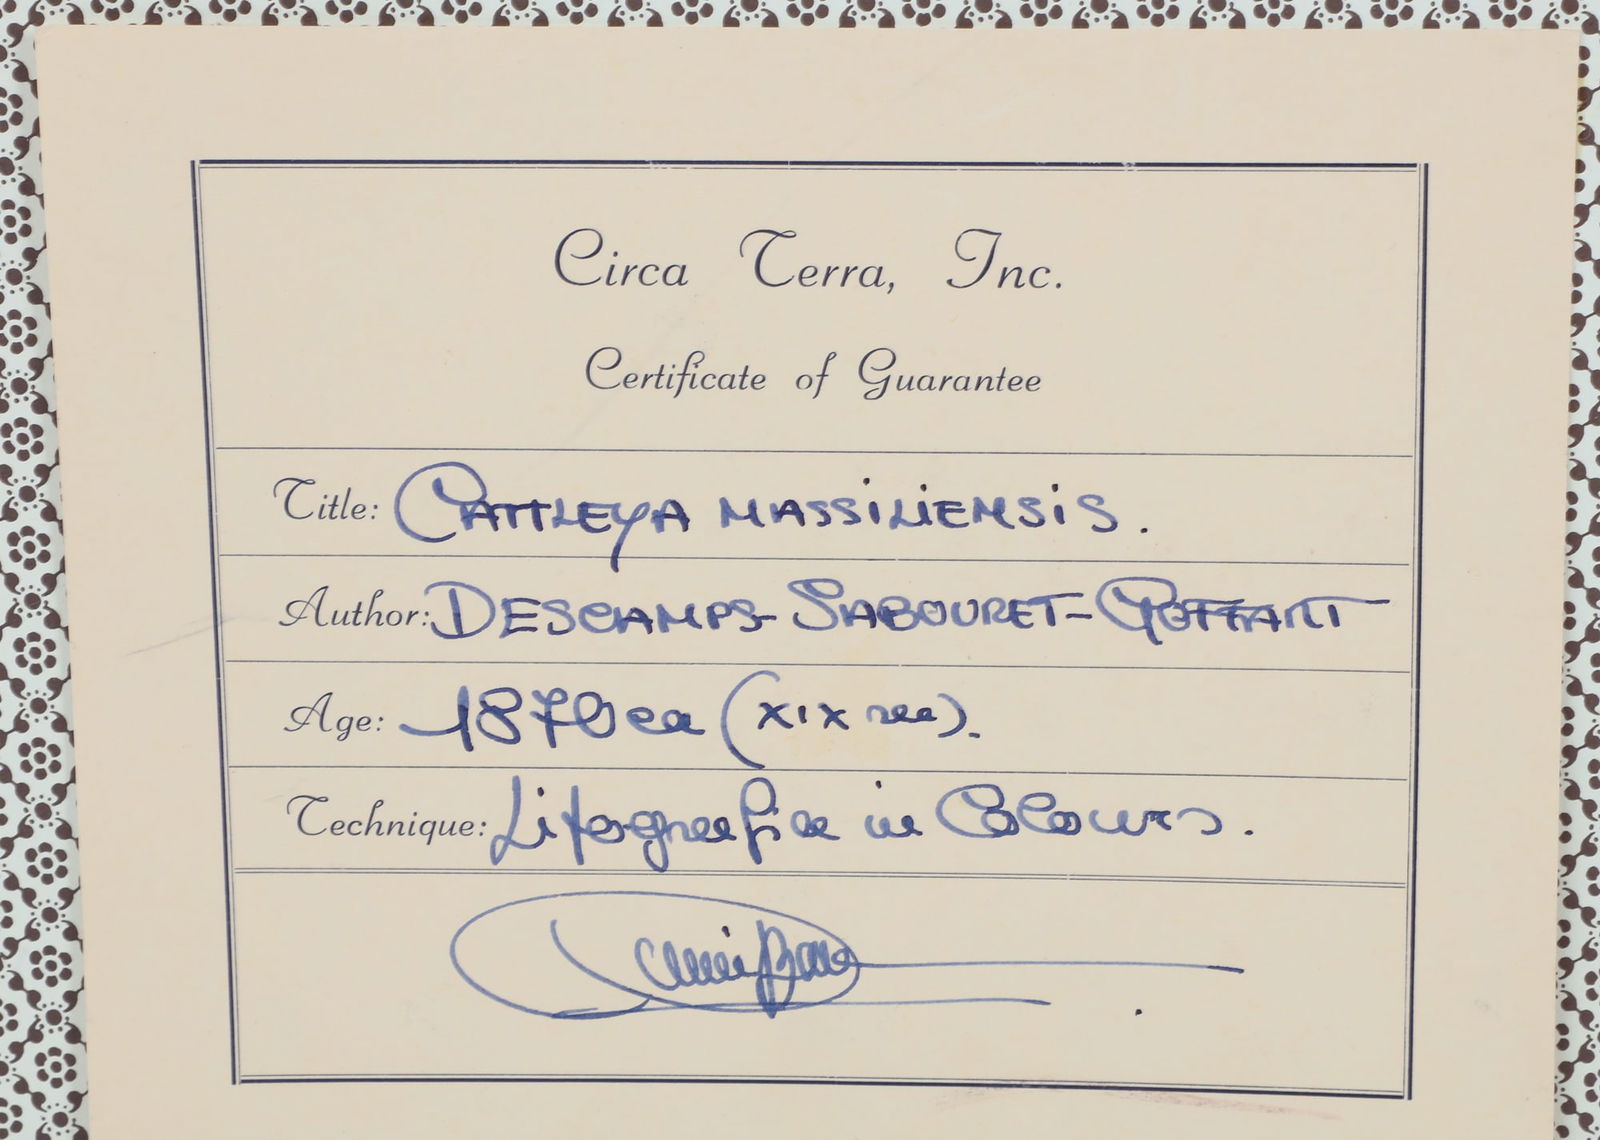 Circa Terra, Inc.
Certificate of Guarantee
Title: CATTLEYA MASSILIENSIS.
Author: DESCAMPS-SABOURET-GOFFART
Age: 1870 ca (XIX sec).
Technique: Litografia in Colours.